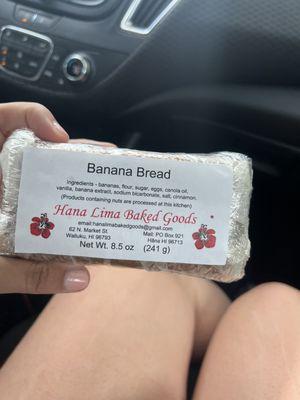 Banana Bread
Ingredients - bananas, flour, sugar, eggs, canola oil,
vanilla, banana extract, sodium bicarbonate, salt, cinnamon.
(Products containing nuts are processed at this kitchen)
Hana Lima Baked Goods
email: hanalimabakedgoods@gmail.com
62 N. Market St. Mail: PO Box 921
Wailuku, HI 96793 Hāna HI 96713
Net Wt. 8.5 oz (241 g)